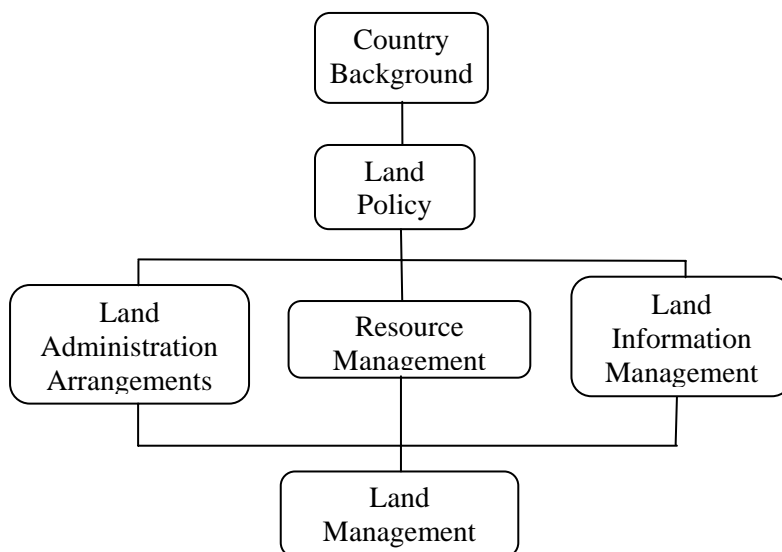 Country
Background
Land
Policy
Land
Administration
Arrangements
Resource
Management
Land
Information
Management
Land
Management